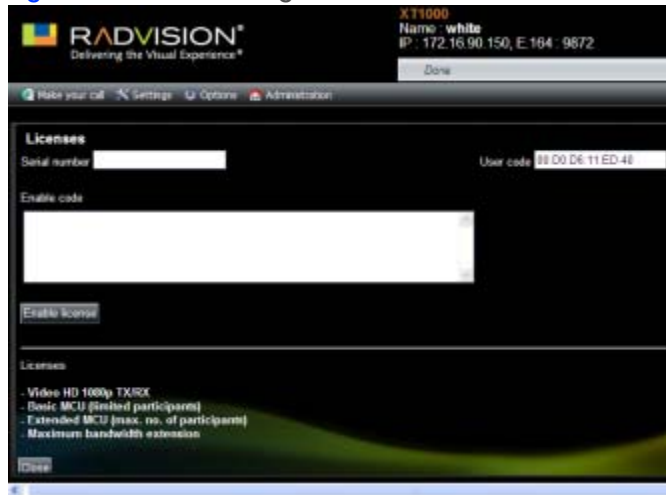 RADVISION
Delivering the Visual Experience
XT1000
Name : white
IP : 172.16.90.150, E.164 : 9872
Done
Make your call Settings Options Administration
Licenses
Serial number
User code 00 D0 D6 11 ED 48
Enable code
Enable license
Licenses
- Video HD 1080p TX/RX
- Basic MCU (limited participants)
- Extended MCU (max. no. of participants)
- Maximum bandwidth extension
Close